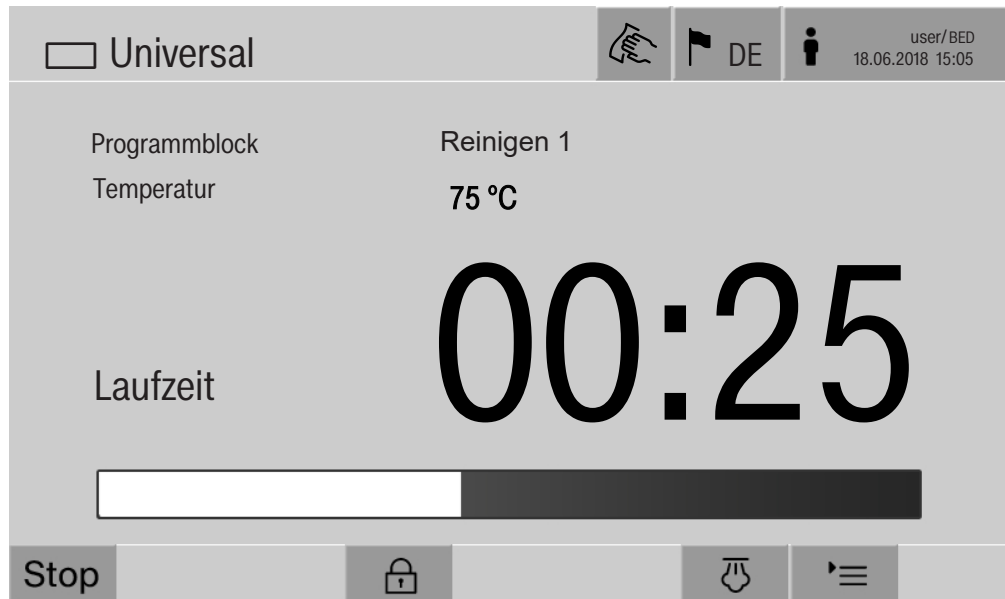 Universal
DE
user/BED
18.06.2018 15:05
Programmblock
Reinigen 1
Temperatur
75 °C
Laufzeit
00:25
Stop